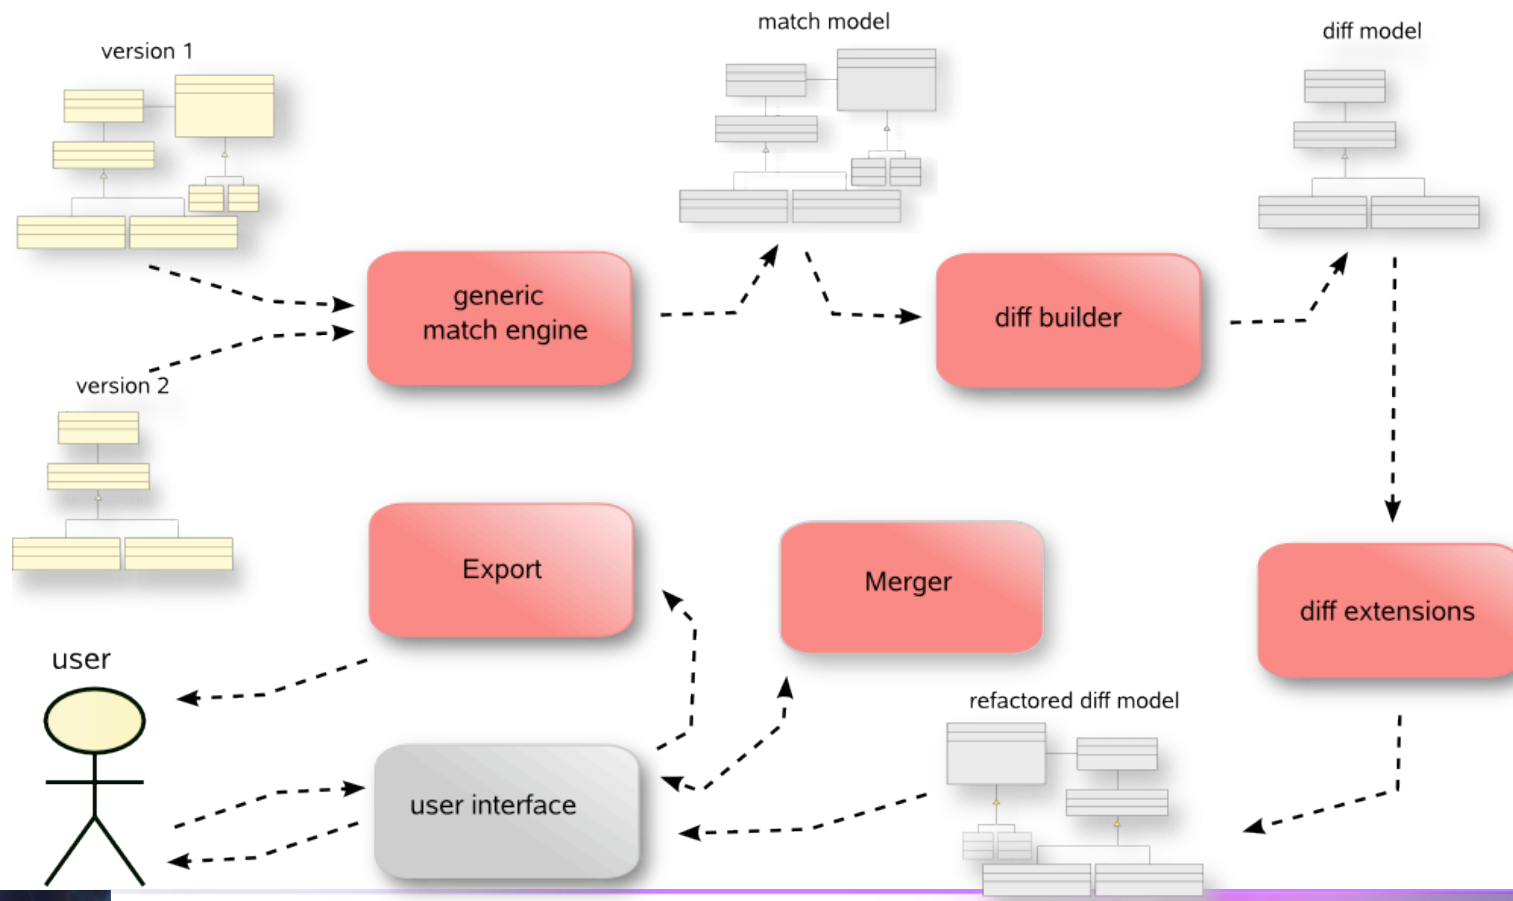 match model
diff model
version 1
generic
match engine
diff builder
version 2
Export
Merger
diff extensions
user
refactored diff model
user interface